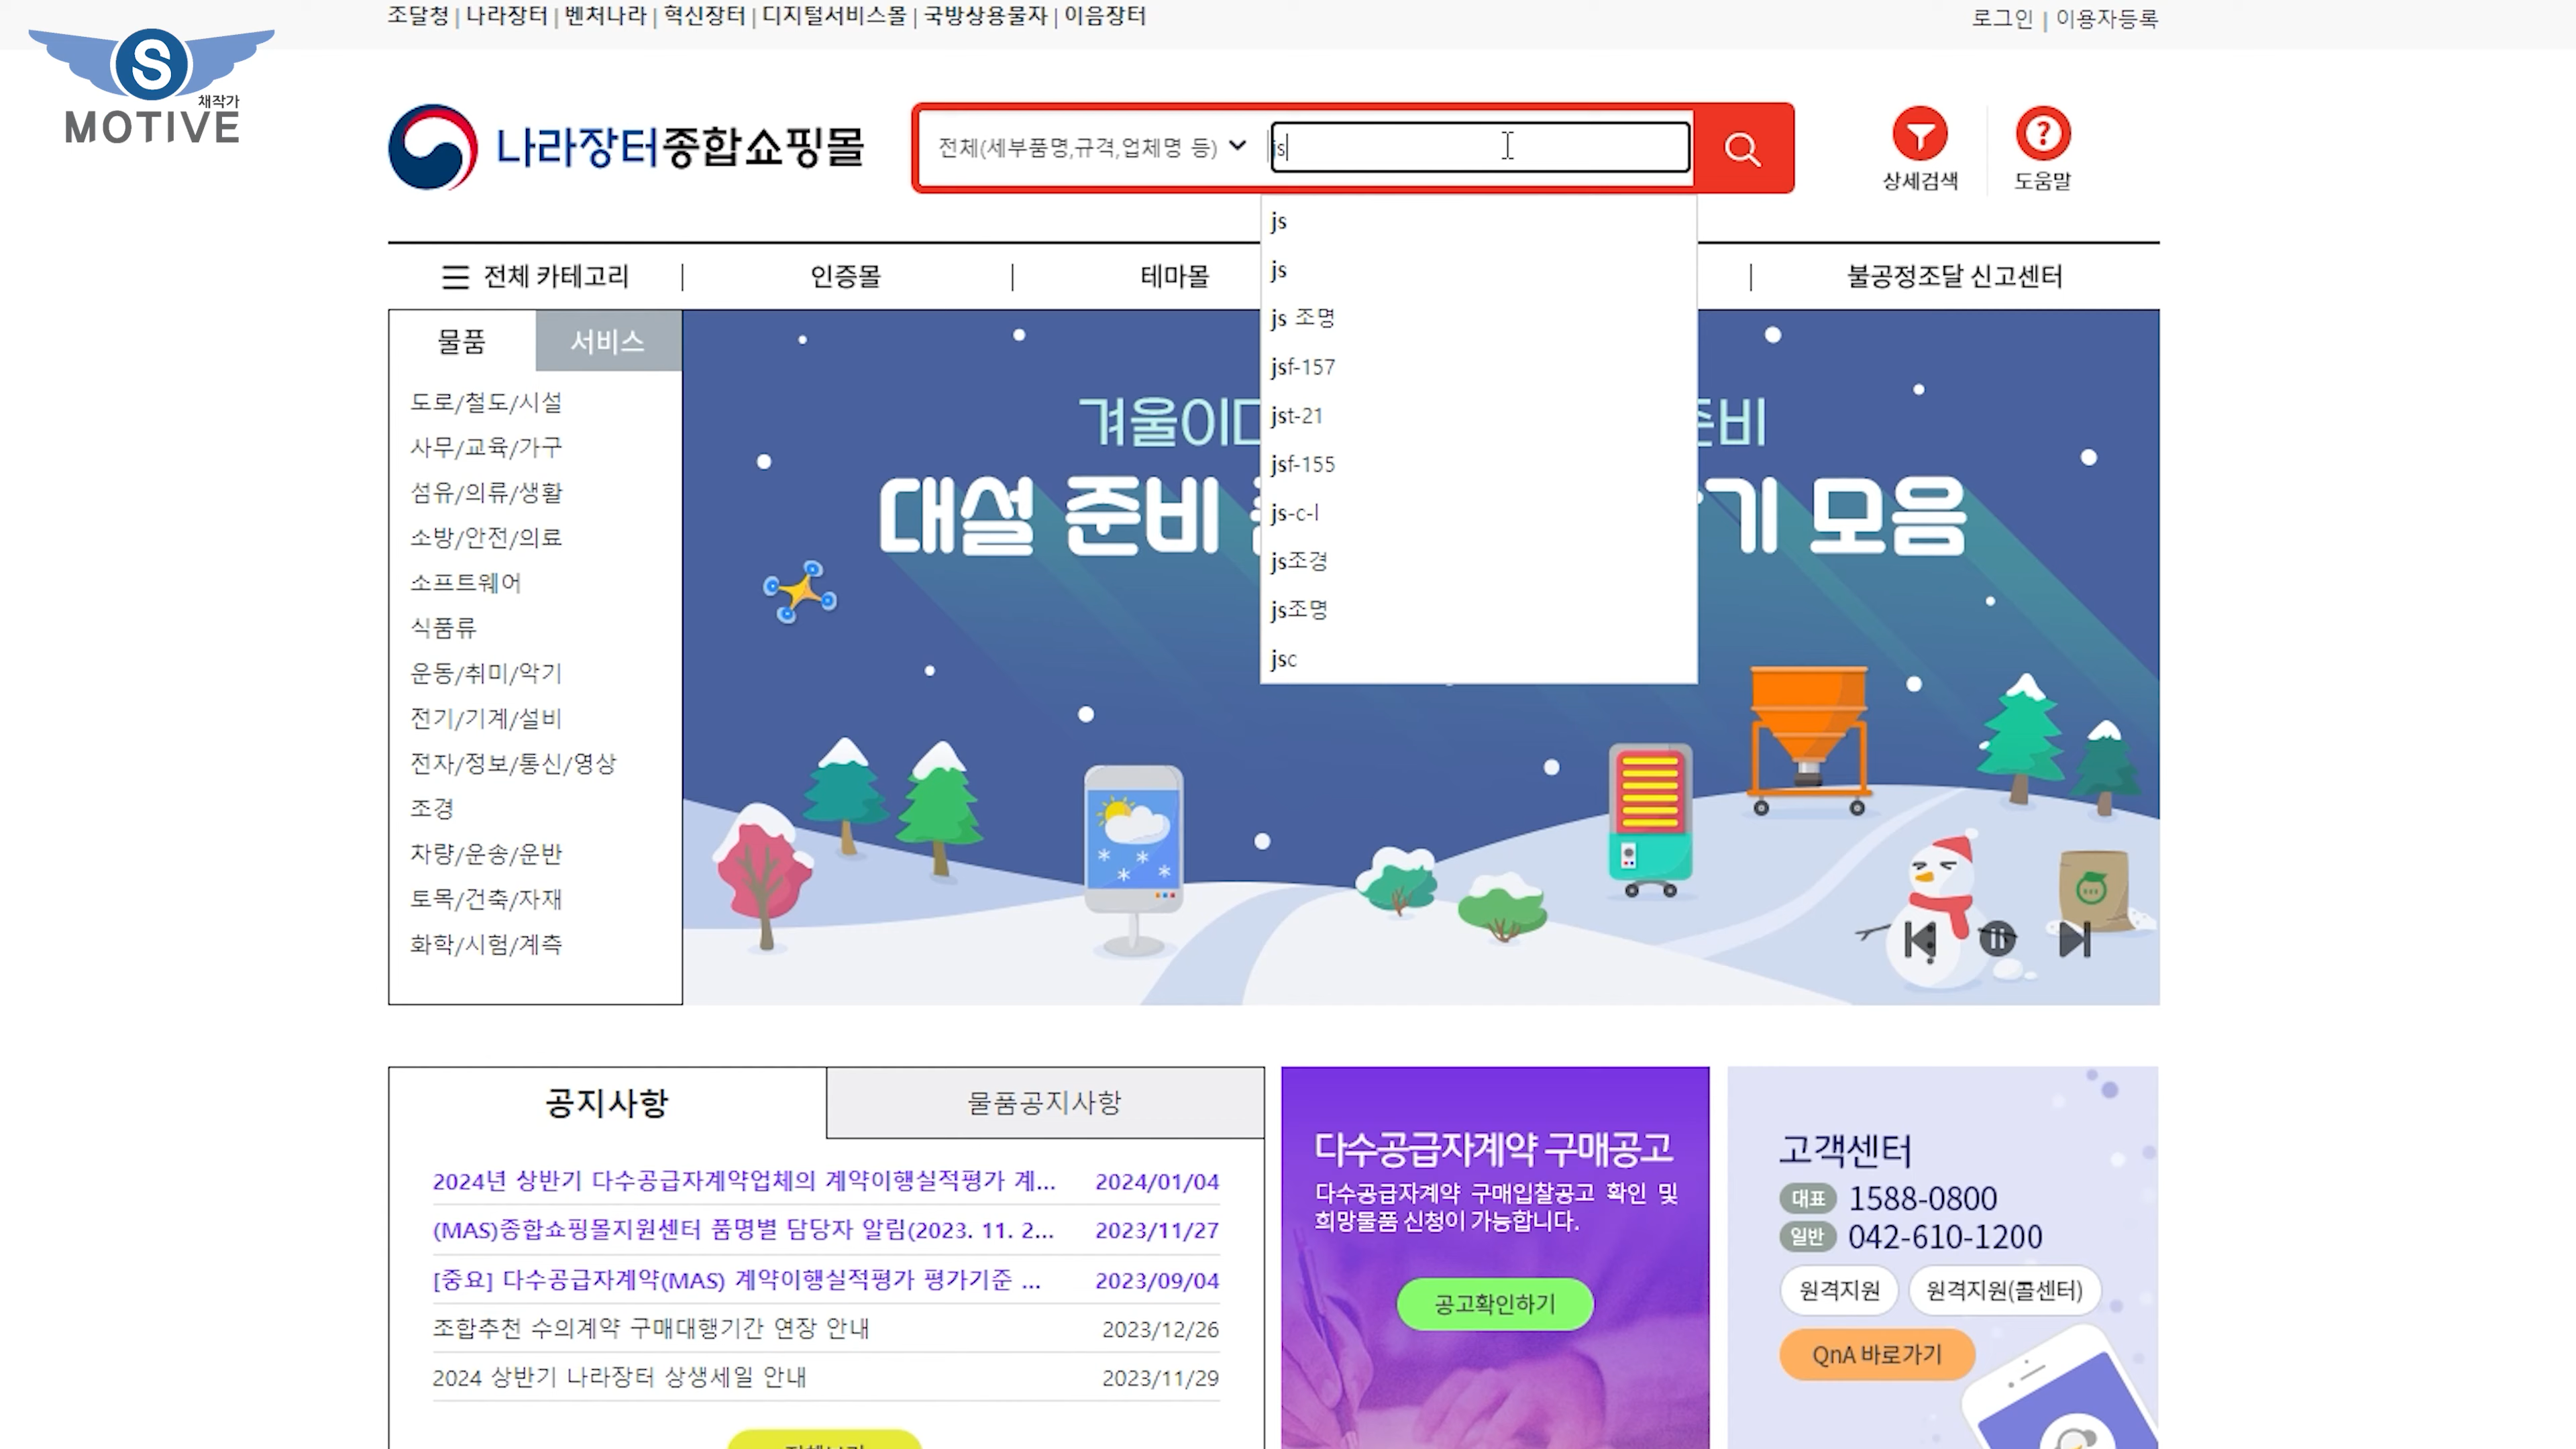 조달청 | 나라장터 | 벤처나라 | 혁신장터 | 디지털서비스몰 | 국방상용물자 | 이음장터
로그인 | 이용자등록
S
채작가
MOTIVE
나라장터종합쇼핑몰
전체(세부품명,규격,업체명 등)
js
상세검색
도움말
js
js
js 조명
jsf-157
jst-21
jsf-155
js-c-l
js조경
js조명
jsc
전체 카테고리
인증몰
테마몰
불공정조달 신고센터
물품
서비스
도로/철도/시설
사무/교육/가구
섬유/의류/생활
소방/안전/의료
소프트웨어
식품류
운동/취미/악기
전기/기계/설비
전자/정보/통신/영상
조경
차량/운송/운반
토목/건축/자재
화학/시험/계측
대설 준비
모음
공지사항
물품공지사항
2024년 상반기 다수공급자계약업체의 계약이행실적평가 계... 2024/01/04
(MAS)종합쇼핑몰지원센터 품명별 담당자 알림(2023. 11. 2... 2023/11/27
[중요] 다수공급자계약(MAS) 계약이행실적평가 평가기준 ... 2023/09/04
조합추천 수의계약 구매대행기간 연장 안내 2023/12/26
2024 상반기 나라장터 상생세일 안내 2023/11/29
다수공급자계약 구매공고
다수공급자계약 구매입찰공고 확인 및
희망물품 신청이 가능합니다.
공고확인하기
고객센터
대표 1588-0800
일반 042-610-1200
원격지원
원격지원(콜센터)
QnA 바로가기